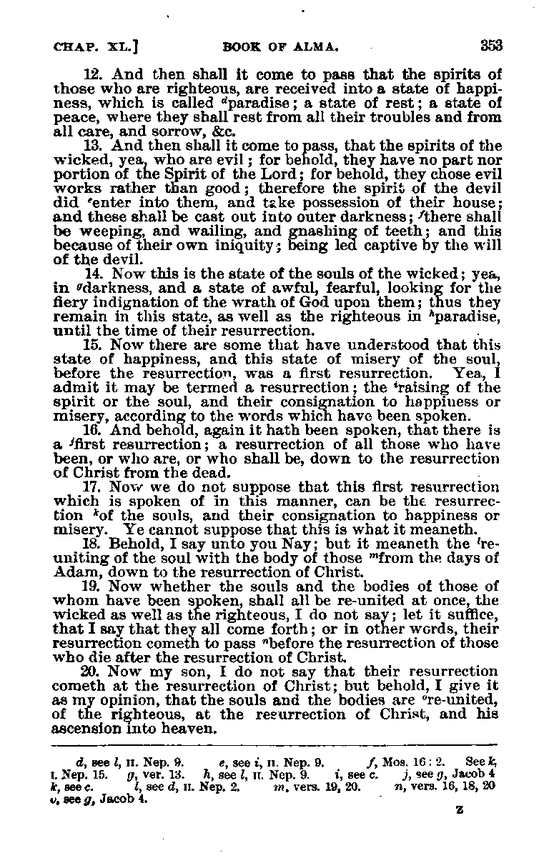 CHAP. XL.] BOOK OF ALMA. 353
12. And then shall it come to pass that the spirits of
those who are righteous, are received into a state of happi-
ness, which is called ᵈparadise; a state of rest; a state of
peace, where they shall rest from all their troubles and from
all care, and sorrow, &c.
13. And then shall it come to pass, that the spirits of the
wicked, yea, who are evil; for behold, they have no part nor
portion of the Spirit of the Lord; for behold, they chose evil
works rather than good; therefore the spirit of the devil
did ᵉenter into them, and take possession of their house;
and these shall be cast out into outer darkness; ᶠthere shall
be weeping, and wailing, and gnashing of teeth; and this
because of their own iniquity; being led captive by the will
of the devil.
14. Now this is the state of the souls of the wicked; yea,
in ᵍdarkness, and a state of awful, fearful, looking for the
fiery indignation of the wrath of God upon them; thus they
remain in this state, as well as the righteous in ʰparadise,
until the time of their resurrection.
15. Now there are some that have understood that this
state of happiness, and this state of misery of the soul,
before the resurrection, was a first resurrection. Yea, I
admit it may be termed a resurrection; the ⁱraising of the
spirit or the soul, and their consignation to happiness or
misery, according to the words which have been spoken.
16. And behold, again it hath been spoken, that there is
a ʲfirst resurrection; a resurrection of all those who have
been, or who are, or who shall be, down to the resurrection
of Christ from the dead.
17. Now we do not suppose that this first resurrection
which is spoken of in this manner, can be the resurrec-
tion ᵏof the souls, and their consignation to happiness or
misery. Ye cannot suppose that this is what it meaneth.
18. Behold, I say unto you Nay; but it meaneth the ˡre-
uniting of the soul with the body of those ᵐfrom the days of
Adam, down to the resurrection of Christ.
19. Now whether the souls and the bodies of those of
whom have been spoken, shall all be re-united at once, the
wicked as well as the righteous, I do not say; let it suffice,
that I say that they all come forth; or in other words, their
resurrection cometh to pass ⁿbefore the resurrection of those
who die after the resurrection of Christ.
20. Now my son, I do not say that their resurrection
cometh at the resurrection of Christ; but behold, I give it
as my opinion, that the souls and the bodies are ᵒre-united,
of the righteous, at the resurrection of Christ, and his
ascension into heaven.
d, see l, II. Nep. 9. e, see i, II. Nep. 9. f, Mos. 16: 2. See k,
I. Nep. 15. g, ver. 13. h, see l, II. Nep. 9. i, see c. j, see g, Jacob 4
k, see c. l, see d, II. Nep. 2. m, vers. 19, 20. n, vers. 16, 18, 20
o, see g, Jacob 4.
Z